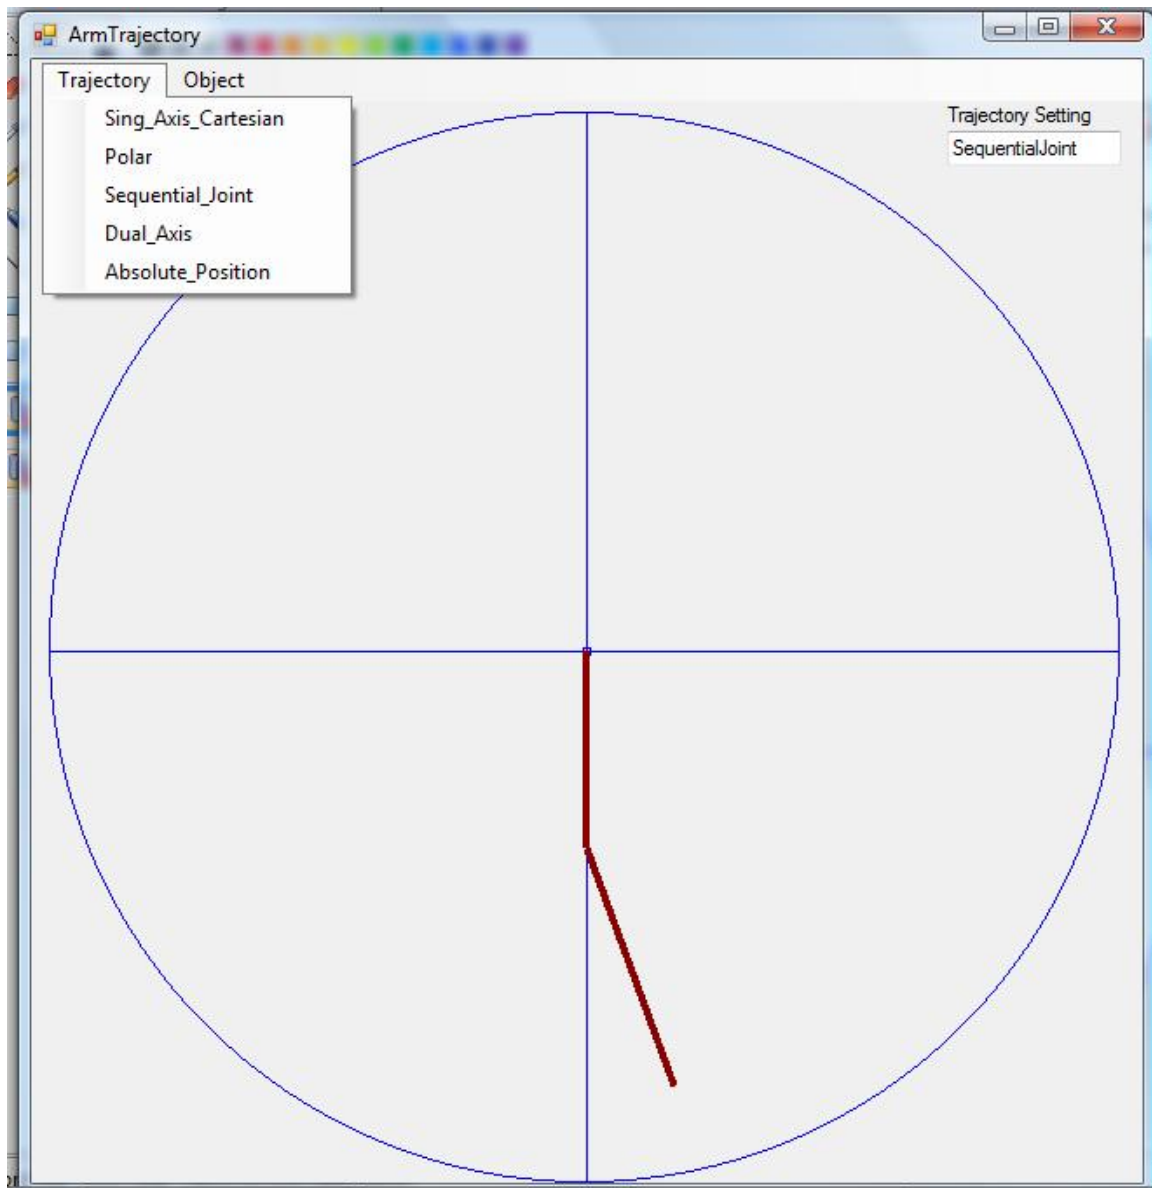 ArmTrajectory
Trajectory Object
Sing_Axis_Cartesian
Polar
Sequential_Joint
Dual_Axis
Absolute_Position
Trajectory Setting
SequentialJoint